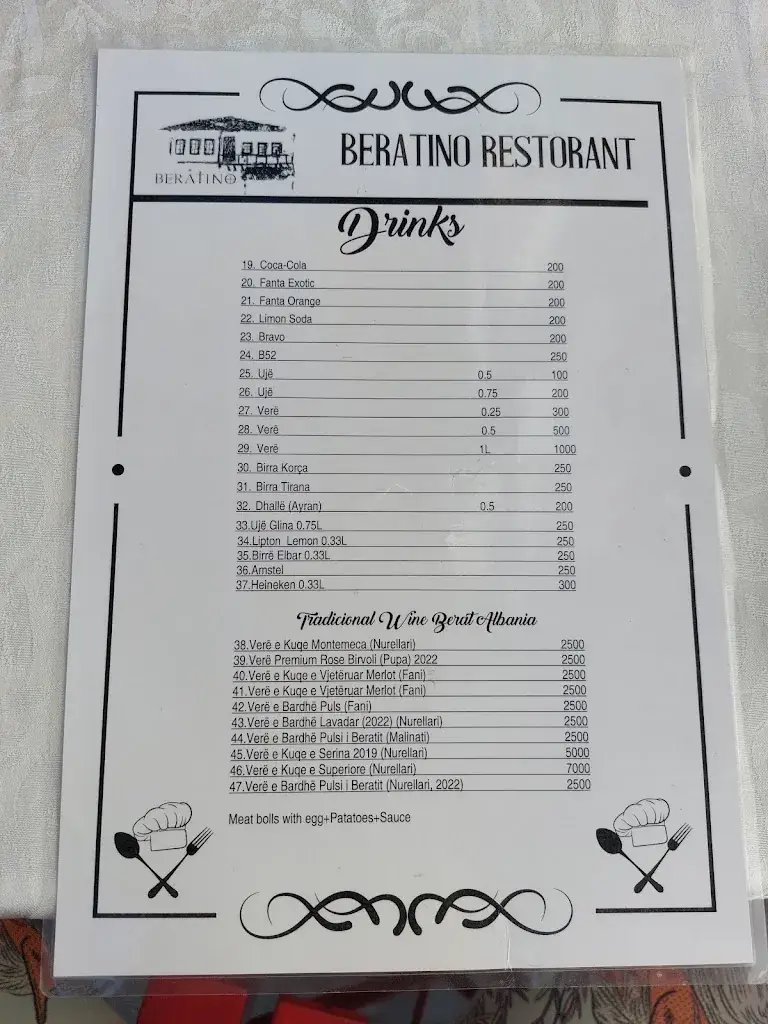 BERATINO
BERATINO RESTORANT
Drinks
19. Coca-Cola 200
20. Fanta Exotic 200
21. Fanta Orange 200
22. Limon Soda 200
23. Bravo 200
24. B52 250
25. Ujë 0.5 100
26. Ujë 0.75 200
27. Verë 0.25 300
28. Verë 0.5 500
29. Verë 1L 1000
30. Birra Korça 250
31. Birra Tirana 250
32. Dhallë (Ayran) 0.5 200
33.Ujë Glina 0.75L 250
34.Lipton Lemon 0.33L 250
35.Birrë Elbar 0.33L 250
36.Amstel 250
37.Heineken 0.33L 300
Tradicional Wine Berat Albania
38.Verë e Kuqe Montemeca (Nurellari) 2500
39.Verë Premium Rose Birvoli (Pupa) 2022 2500
40.Verë e Kuqe e Vjetëruar Merlot (Fani) 2500
41.Verë e Kuqe e Vjetëruar Merlot (Fani) 2500
42.Verë e Bardhë Puls (Fani) 2500
43.Verë e Bardhë Lavadar (2022) (Nurellari) 2500
44.Verë e Bardhë Pulsi i Beratit (Malinati) 2500
45.Verë e Kuqe e Serina 2019 (Nurellari) 5000
46.Verë e Kuqe e Superiore (Nurellari) 7000
47.Verë e Bardhë Pulsi i Beratit (Nurellari, 2022) 2500
Meat bolls with egg+Patatoes+Sauce